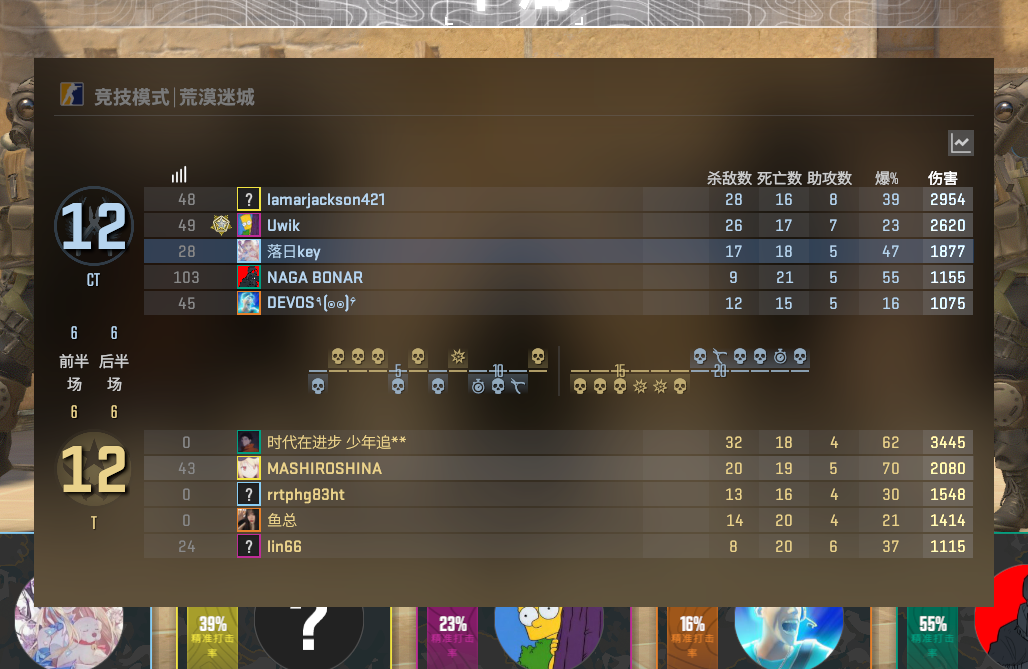 竞技模式|荒漠迷城
杀敌数 死亡数 助攻数 爆% 伤害
12
CT
48 ? lamarjackson421 28 16 8 39 2954
49 Uwik 26 17 7 23 2620
28 落日key 17 18 5 47 1877
103 NAGA BONAR 9 21 5 55 1155
45 DEVOS٩(๏๏)۶ 12 15 5 16 1075
6 6
前半场 后半场
6 6
5 10 15 20
12
T
0 时代在进步 少年追** 32 18 4 62 3445
43 MASHIROSHINA 20 19 5 70 2080
0 ? rrtphg83ht 13 16 4 30 1548
0 鱼总 14 20 4 21 1414
24 ? lin66 8 20 6 37 1115
39% ? 23% 16% 55%
精准打击率 精准打击率 精准打击率 精准打击率